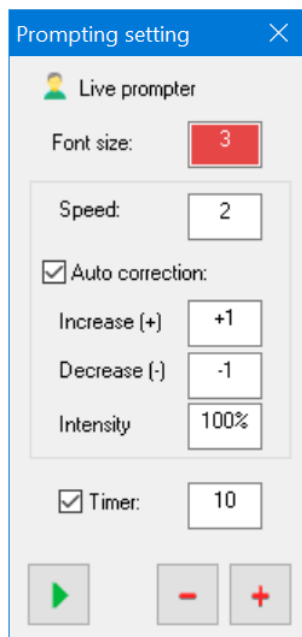 Prompting setting
Live prompter
Font size: 3
Speed: 2
Auto correction:
Increase (+) +1
Decrease (-) -1
Intensity 100%
Timer: 10